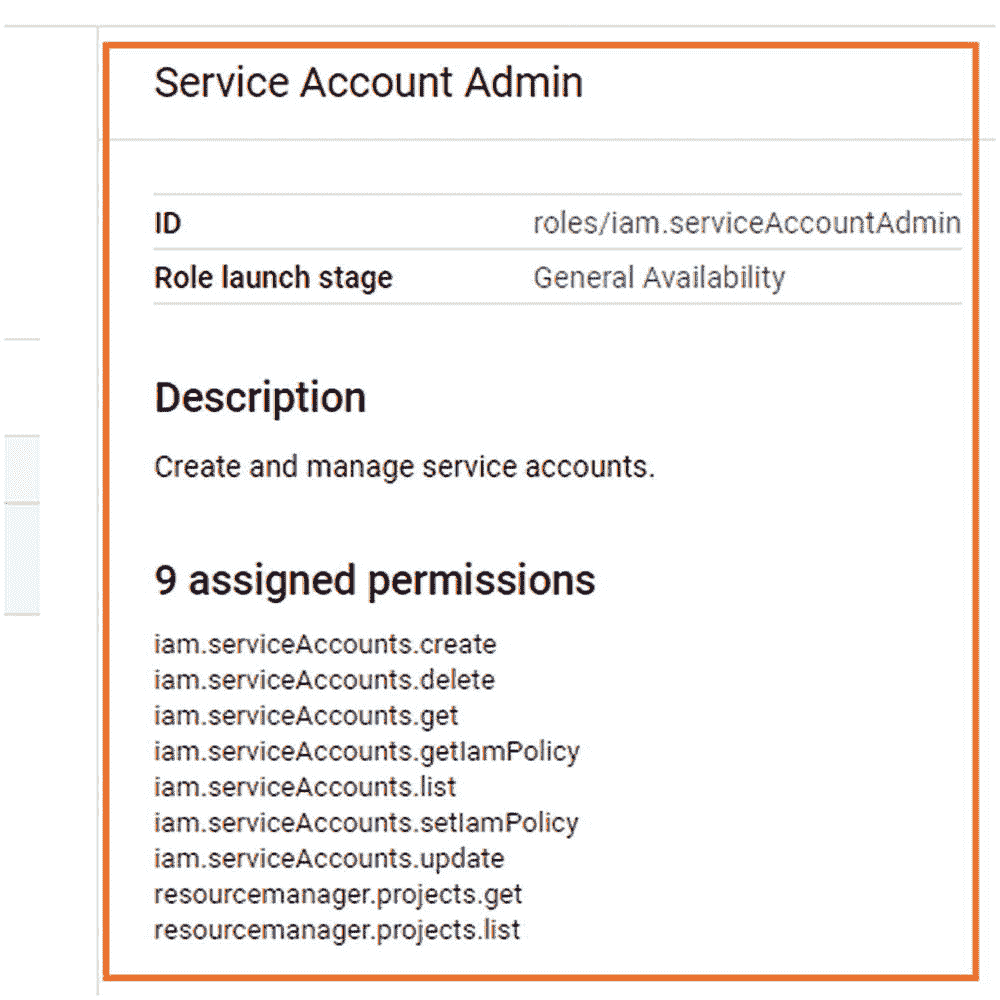 Service Account Admin
ID roles/iam.serviceAccountAdmin
Role launch stage General Availability
Description
Create and manage service accounts.
9 assigned permissions
iam.serviceAccounts.create
iam.serviceAccounts.delete
iam.serviceAccounts.get
iam.serviceAccounts.getIamPolicy
iam.serviceAccounts.list
iam.serviceAccounts.setIamPolicy
iam.serviceAccounts.update
resourcemanager.projects.get
resourcemanager.projects.list